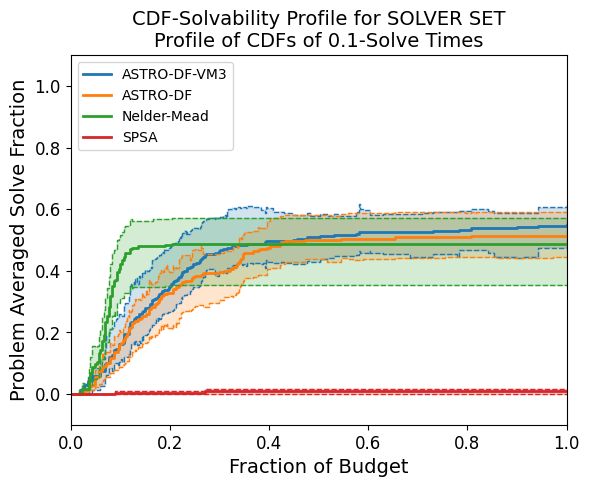 CDF-Solvability Profile for SOLVER SET
Profile of CDFs of 0.1-Solve Times
ASTRO-DF-VM3
ASTRO-DF
Nelder-Mead
SPSA
Problem Averaged Solve Fraction
1.0
0.8
0.6
0.4
0.2
0.0
0.0 0.2 0.4 0.6 0.8 1.0
Fraction of Budget